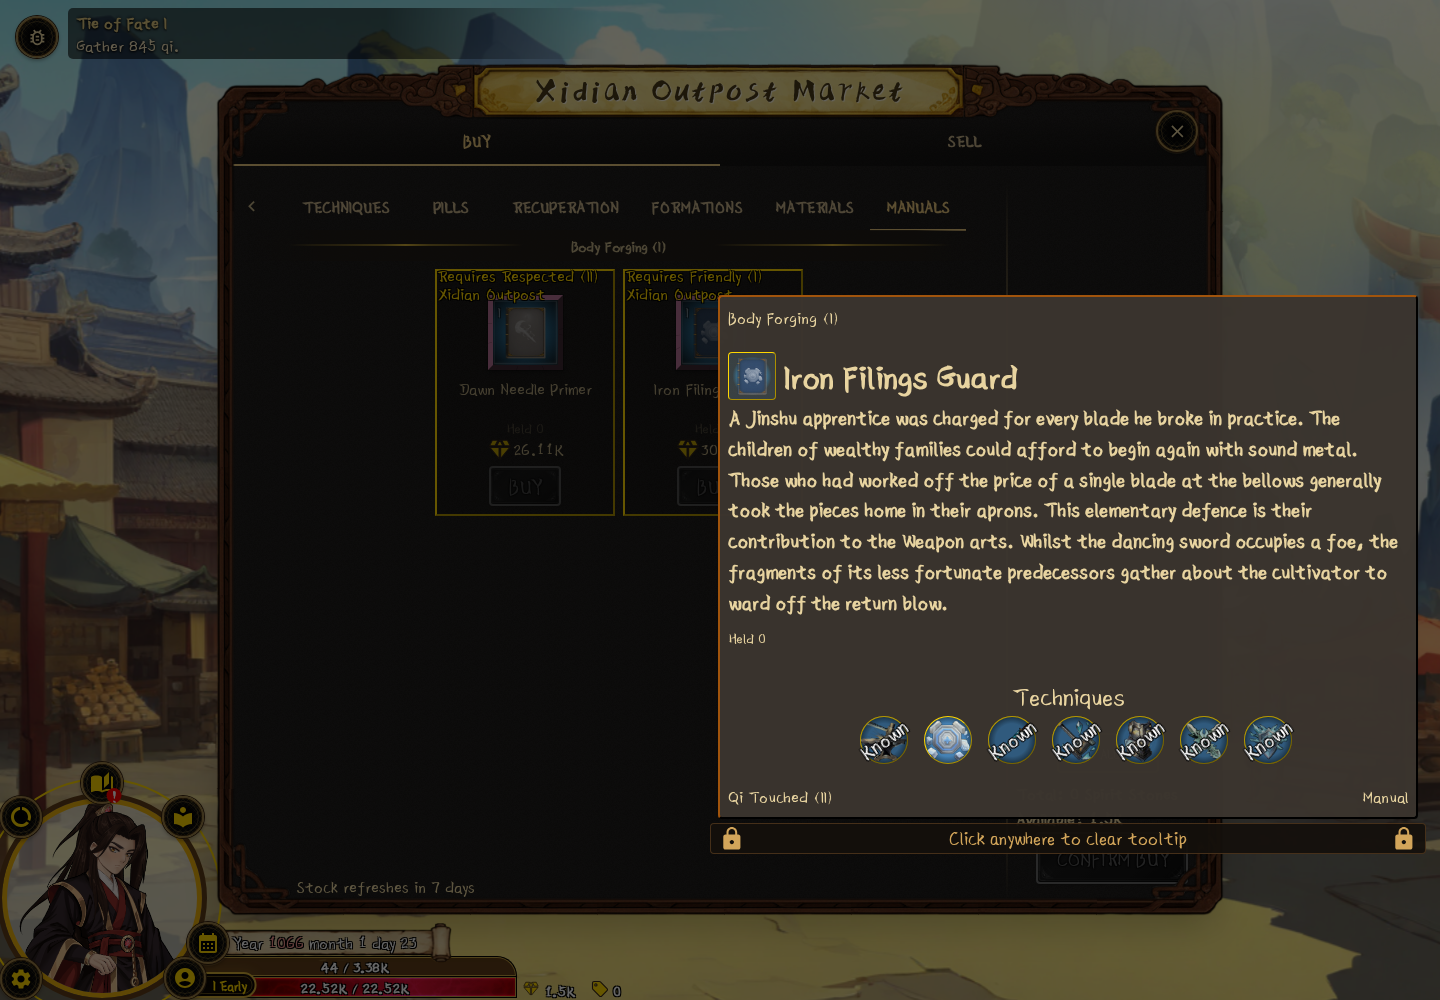 Tie of Fate I
Gather 845 qi.
Xidian Outpost Market
BUY
SELL
TECHNIQUES
PILLS
RECUPERATION
FORMATIONS
MATERIALS
MANUALS
Body Forging (I)
Requires Respected (II)
Xidian Outpost
Requires Friendly (I)
Xidian Outpost
Dawn Needle Primer
Held 0
26.11K
BUY
Body Forging (I)
Iron Filings Guard
A Jinshu apprentice was charged for every blade he broke in practice. The
children of wealthy families could afford to begin again with sound metal.
Those who had worked off the price of a single blade at the bellows generally
took the pieces home in their aprons. This elementary defence is their
contribution to the Weapon arts. Whilst the dancing sword occupies a foe, the
fragments of its less fortunate predecessors gather about the cultivator to
ward off the return blow.
Held 0
Techniques
Known
Known
Known
Known
Known
Known
Qi Touched (II)
Manual
Click anywhere to clear tooltip
CONFIRM BUY
Stock refreshes in 7 days
Year 1066 month 1 day 23
44 / 3.38K
22.52K / 22.52K
I Early
1.5K
0